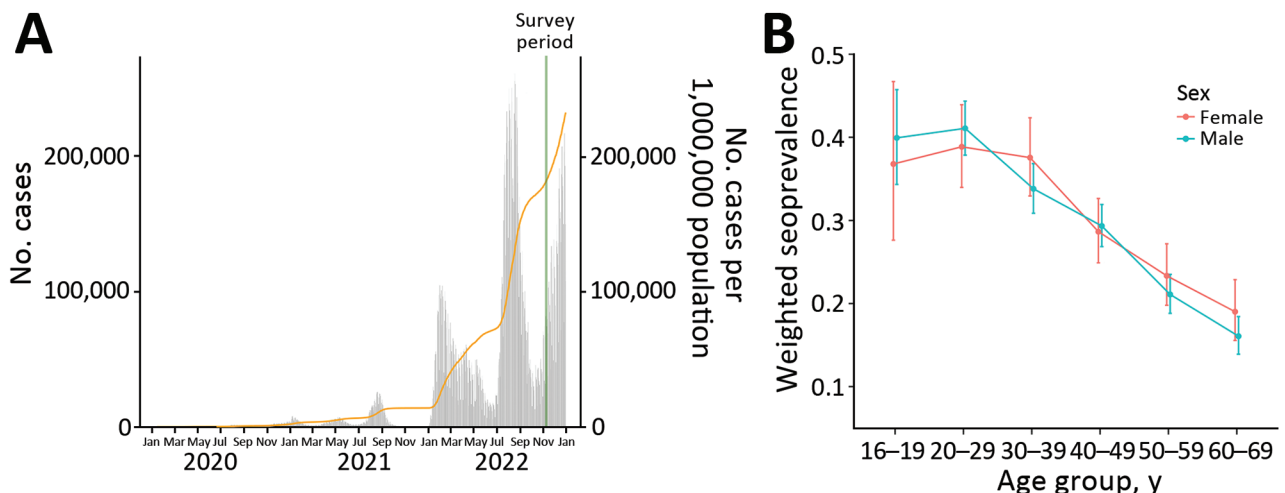 A
Survey
period
No. cases
200,000
100,000
0
200,000
100,000
0
No. cases per
1,000,000 population
Jan Mar May Jul Sep Nov Jan Mar May Jul Sep Nov Jan Mar May Jul Sep Nov Jan
2020 2021 2022
B
Weighted seoprevalence
0.5
0.4
0.3
0.2
0.1
Sex
Female
Male
16–19 20–29 30–39 40–49 50–59 60–69
Age group, y